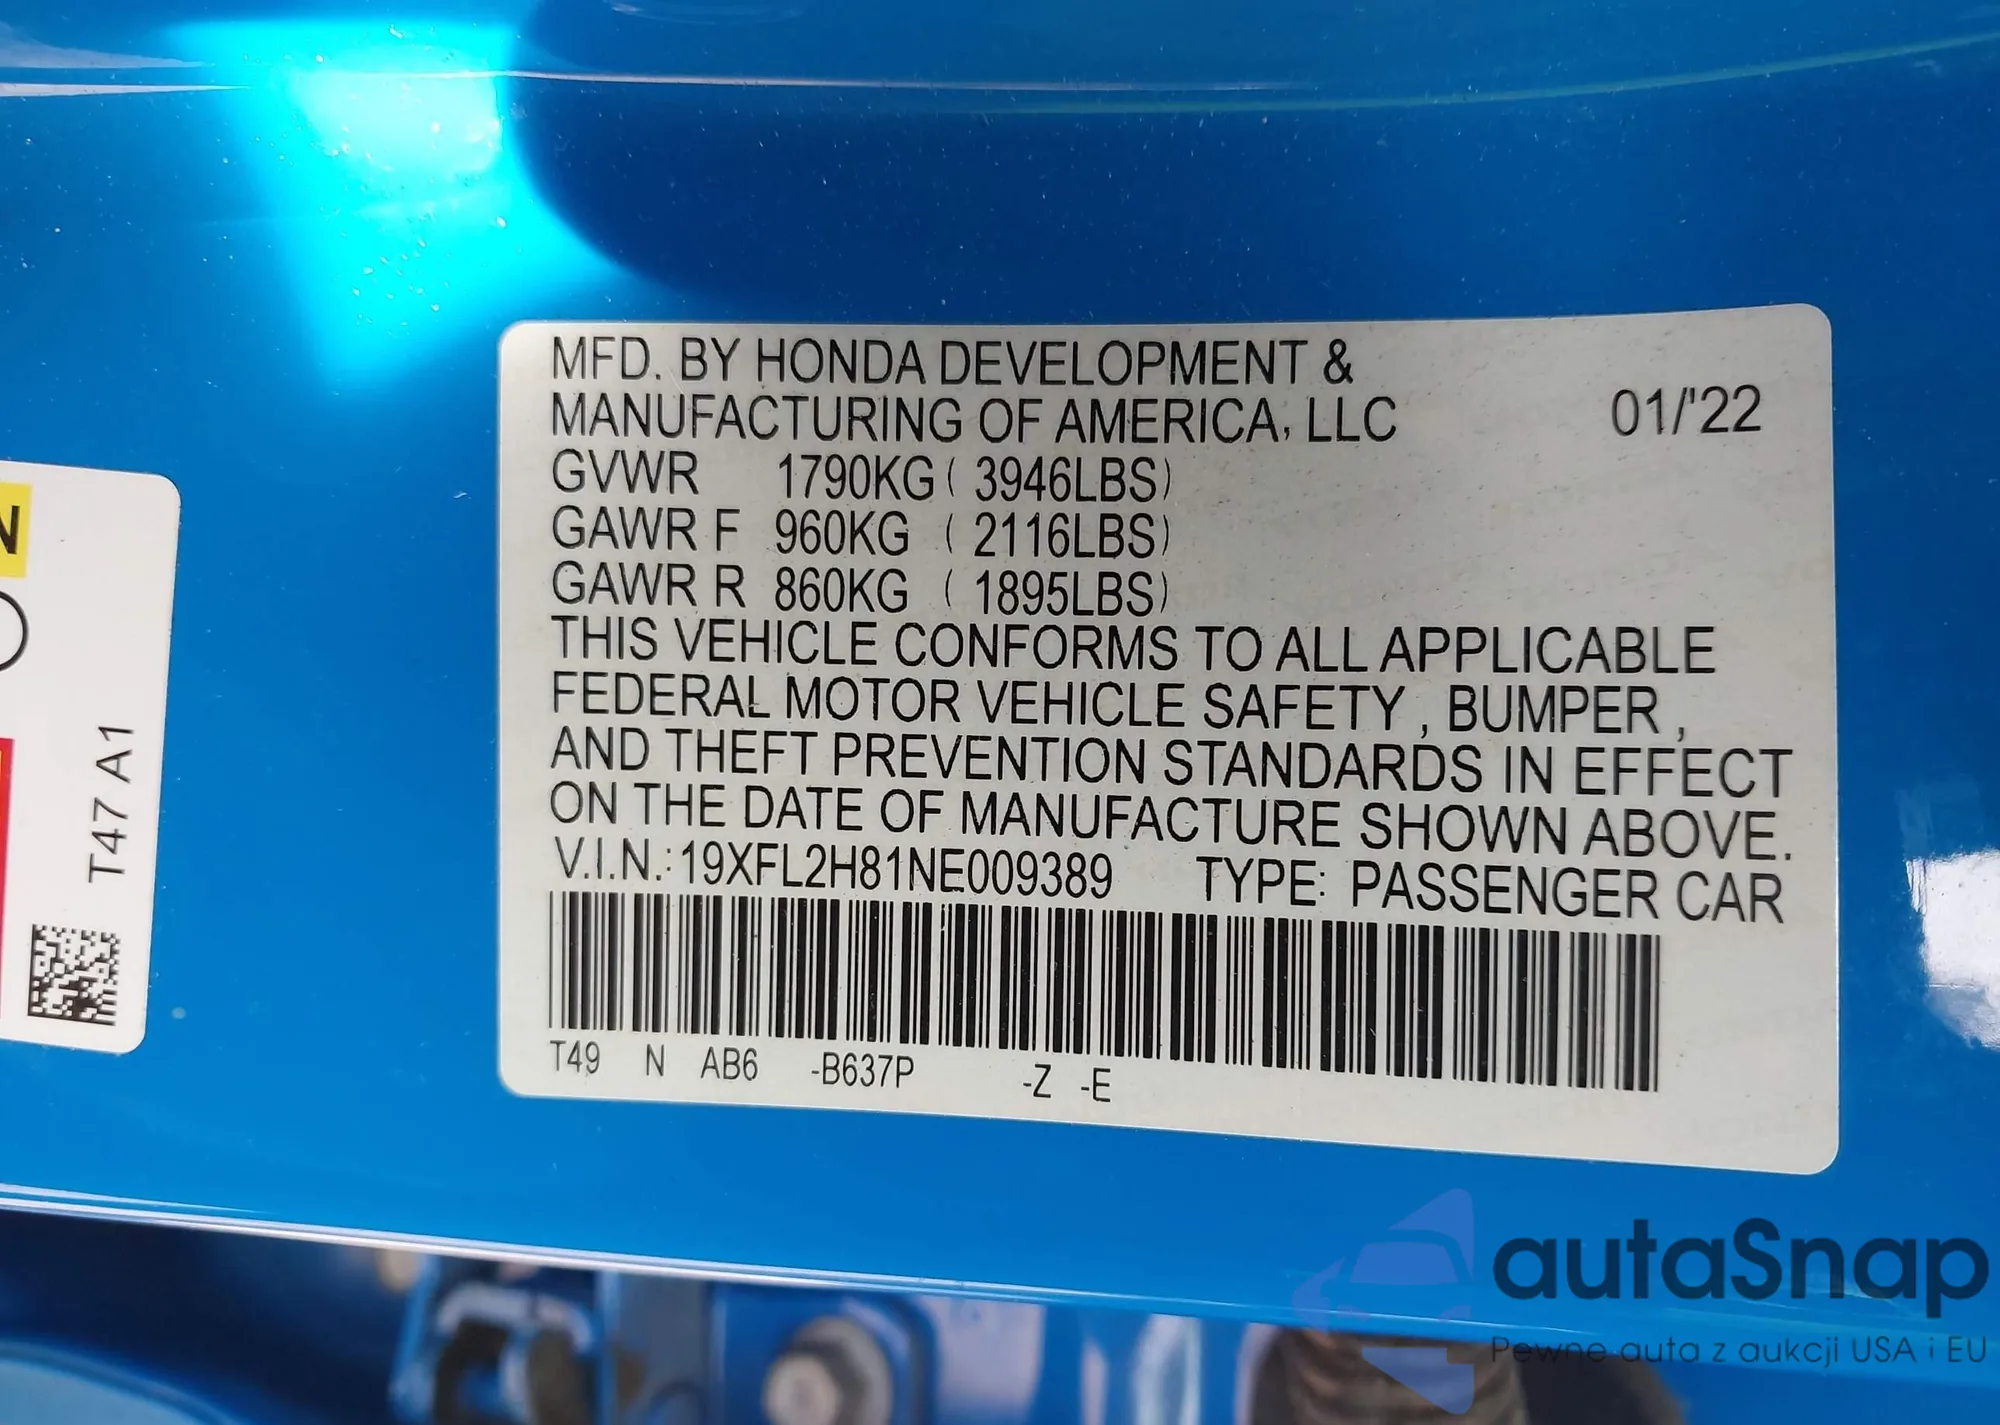 MFD. BY HONDA DEVELOPMENT &
MANUFACTURING OF AMERICA, LLC 01/'22
GVWR 1790KG ( 3946LBS)
GAWR F 960KG ( 2116LBS)
GAWR R 860KG ( 1895LBS)
THIS VEHICLE CONFORMS TO ALL APPLICABLE
FEDERAL MOTOR VEHICLE SAFETY , BUMPER ,
AND THEFT PREVENTION STANDARDS IN EFFECT
ON THE DATE OF MANUFACTURE SHOWN ABOVE.
V.I.N.: 19XFL2H81NE009389 TYPE: PASSENGER CAR
T49 N AB6 -B637P -Z -E
N
T47 A1
autaSnap
Pewne auta z aukcji USA i EU